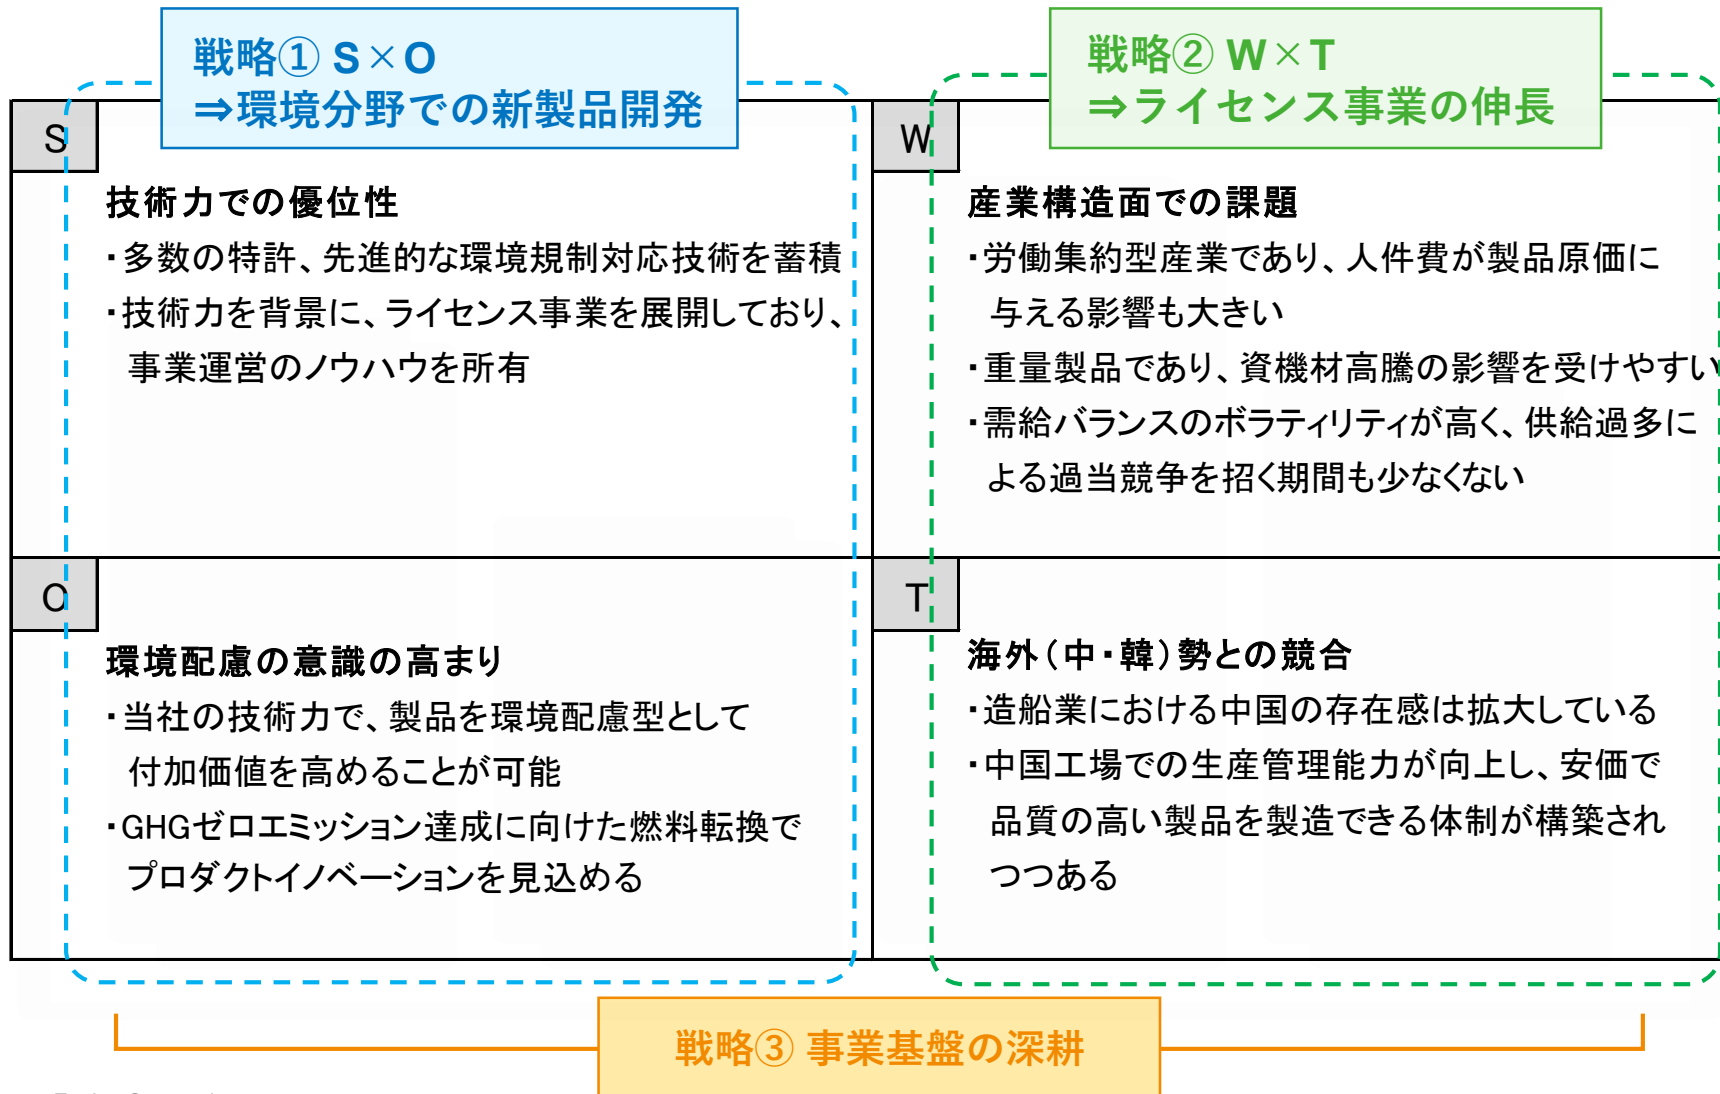 戦略① S×O
⇒環境分野での新製品開発
戦略② W×T
⇒ライセンス事業の伸長
S
技術力での優位性
・多数の特許、先進的な環境規制対応技術を蓄積
・技術力を背景に、ライセンス事業を展開しており、
事業運営のノウハウを所有
W
産業構造面での課題
・労働集約型産業であり、人件費が製品原価に
与える影響も大きい
・重量製品であり、資機材高騰の影響を受けやすい
・需給バランスのボラティリティが高く、供給過多に
よる過当競争を招く期間も少なくない
O
環境配慮の意識の高まり
・当社の技術力で、製品を環境配慮型として
付加価値を高めることが可能
・GHGゼロエミッション達成に向けた燃料転換で
プロダクトイノベーションを見込める
T
海外(中・韓)勢との競合
・造船業における中国の存在感は拡大している
・中国工場での生産管理能力が向上し、安価で
品質の高い製品を製造できる体制が構築され
つつある
戦略③ 事業基盤の深耕